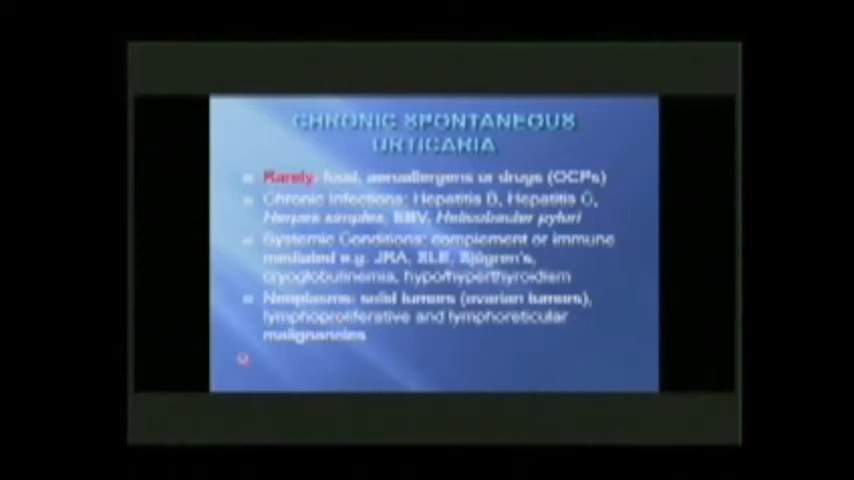 CHRONIC SPONTANEOUS
URTICARIA
Rarely: food, aeroallergens or drugs (OCPs)
Chronic Infections: Hepatitis B, Hepatitis C,
Herpes simplex, EBV, Helicobacter pylori
Systemic Conditions: complement or immune
mediated e.g. JRA, SLE, Sjögren's,
cryoglobulinemia, hypo/hyperthyroidism
Neoplasms: solid tumors (ovarian tumors),
lymphoproliferative and lymphoreticular
malignancies